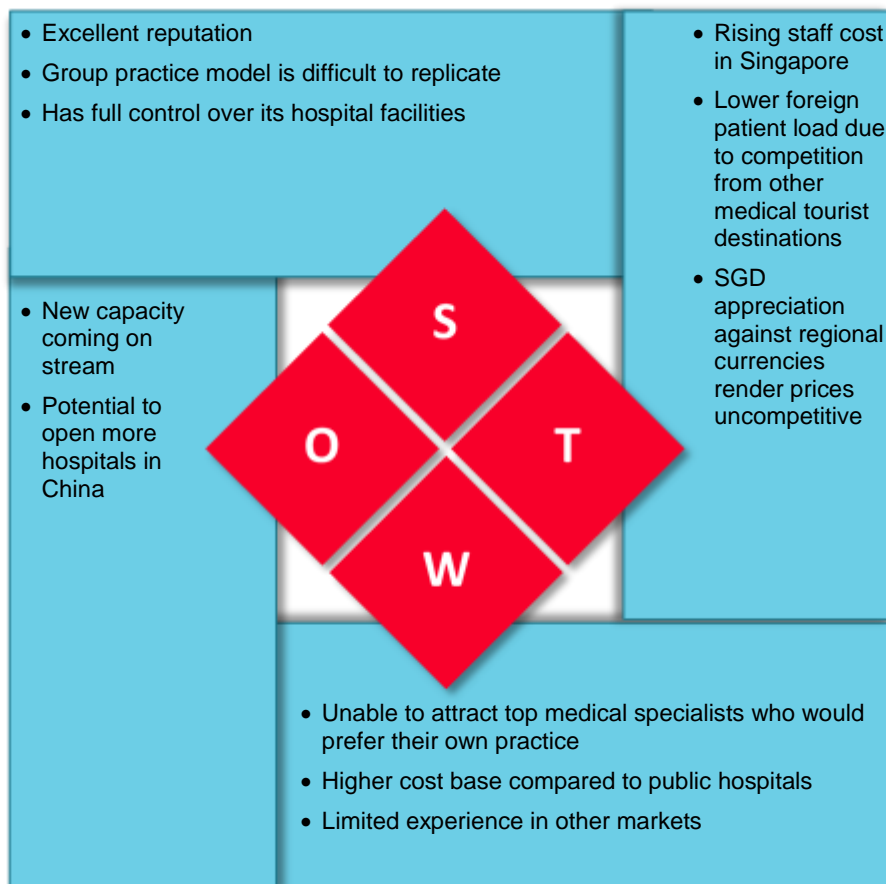 • Excellent reputation
• Group practice model is difficult to replicate
• Has full control over its hospital facilities
• Rising staff cost
in Singapore
• Lower foreign
patient load due
to competition
from other
medical tourist
destinations
• SGD
appreciation
against regional
currencies
render prices
uncompetitive
• New capacity
coming on
stream
• Potential to
open more
hospitals in
China
S
O
T
W
• Unable to attract top medical specialists who would
prefer their own practice
• Higher cost base compared to public hospitals
• Limited experience in other markets